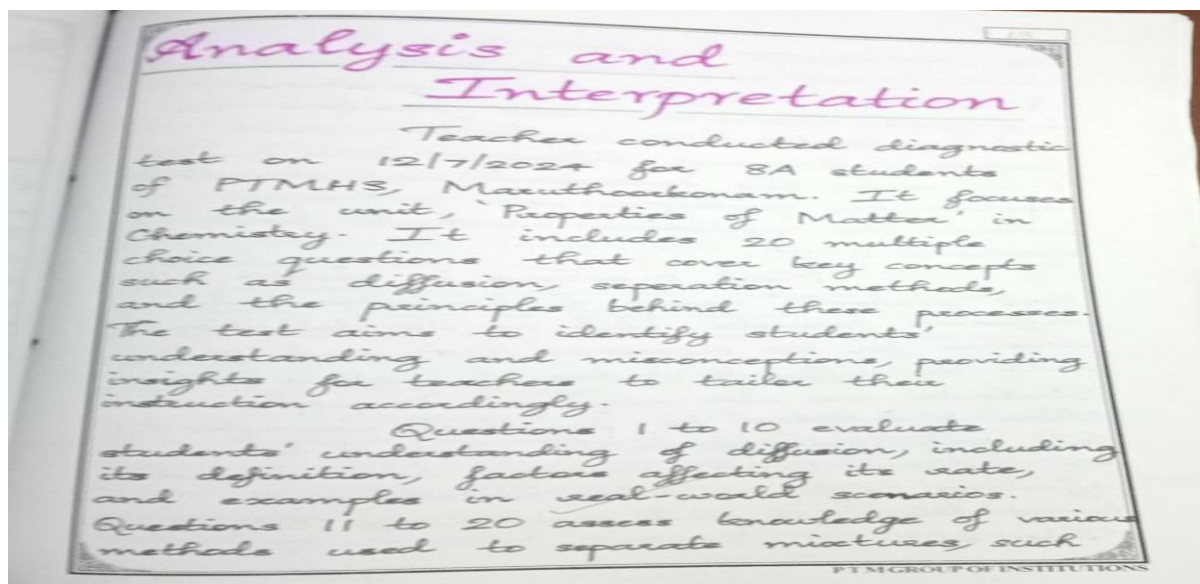 Analysis and
Interpretation
Teacher conducted diagnostic
test on 12/7/2024 for 8A students
of PTMHS, Maruthoorkonam. It focuses
on the unit, 'Properties of Matter' in
Chemistry. It includes 20 multiple
choice questions that cover key concepts
such as diffusion, seperation methods,
and the principles behind these processes.
The test aims to identify students'
understanding and misconceptions, providing
insights for teachers to tailor their
instruction accordingly.
Questions 1 to 10 evaluate
students' understanding of diffusion, including
its definition, factors affecting its rate,
and examples in real-world scenarios.
Questions 11 to 20 assess knowledge of various
methods used to separate mixtures, such
P T M GROUP OF INSTITUTIONS